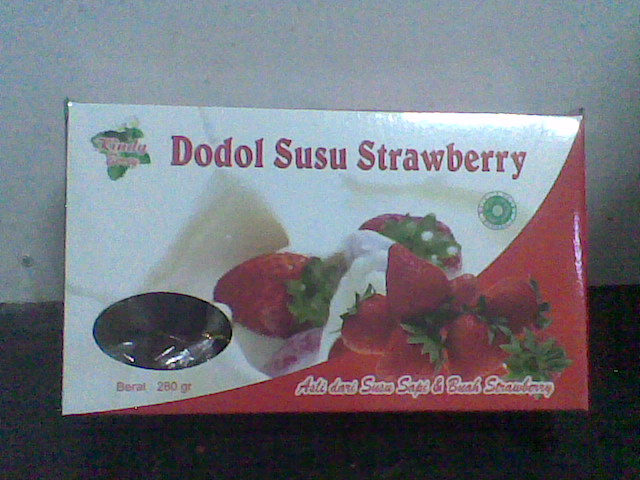 Dodol Susu Strawberry
Berat 280 gr
Asli dari Susu Sapi & Buah Strawberry